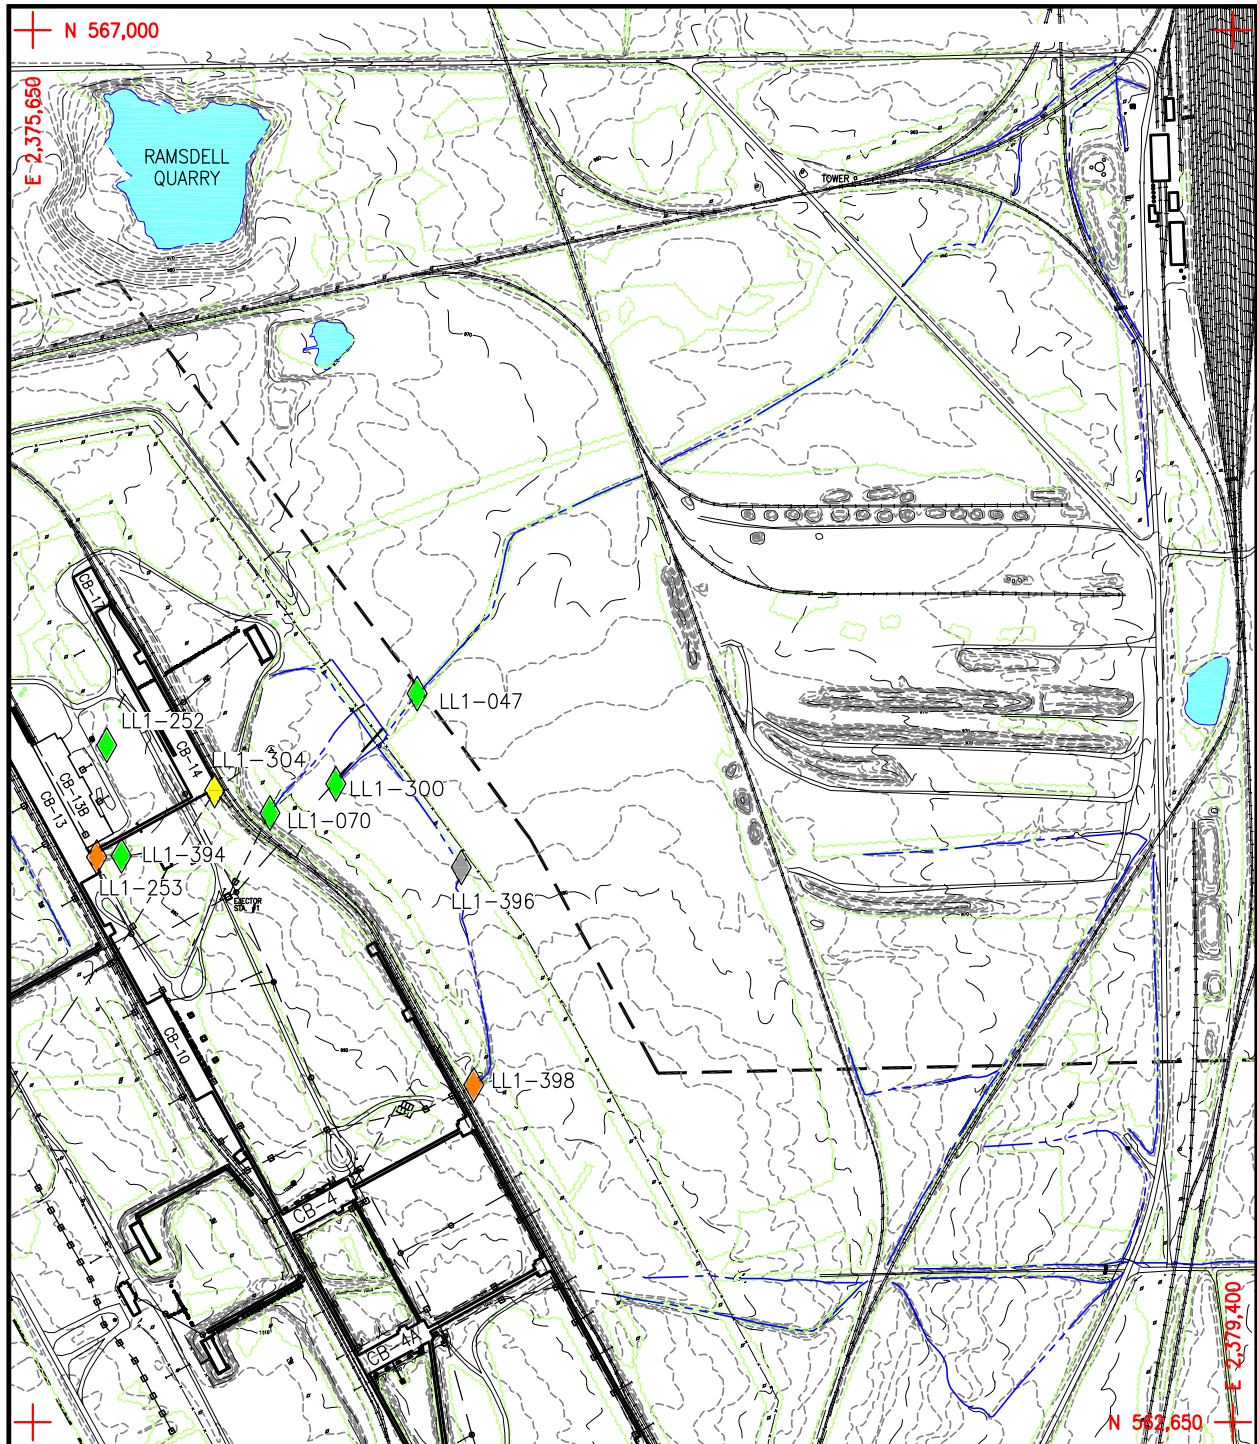 N 567,000
E 2,375,650
RAMSDELL
QUARRY
TOWER
CB-17
LL1-047
LL1-252
CB-14
LL1-304
LL1-300
CB-13B
CB-13
LL1-070
LL1-394
LL1-253
LL1-396
EJECTOR
STA. #1
CB-10
LL1-398
CB-4
CB-4A
E 2,379,400
N 562,650